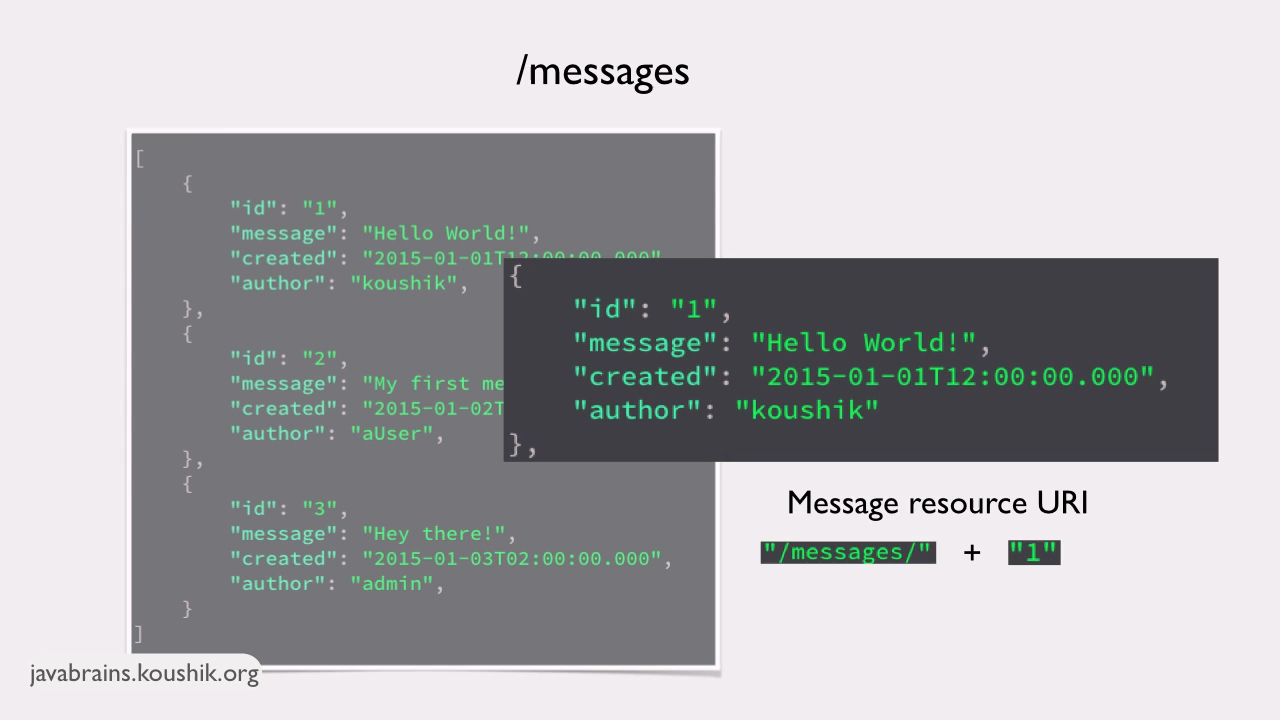 /messages
[
{
"id": "1",
"message": "Hello World!",
"created": "2015-01-01T12:00:00.000"
"author": "koushik",
},
{
"id": "2",
"message": "My first me
"created": "2015-01-02T
"author": "aUser",
},
{
"id": "3",
"message": "Hey there!",
"created": "2015-01-03T02:00:00.000",
"author": "admin",
}
]
{
"id": "1",
"message": "Hello World!",
"created": "2015-01-01T12:00:00.000",
"author": "koushik"
},
Message resource URI
"/messages/" + "1"
javabrains.koushik.org